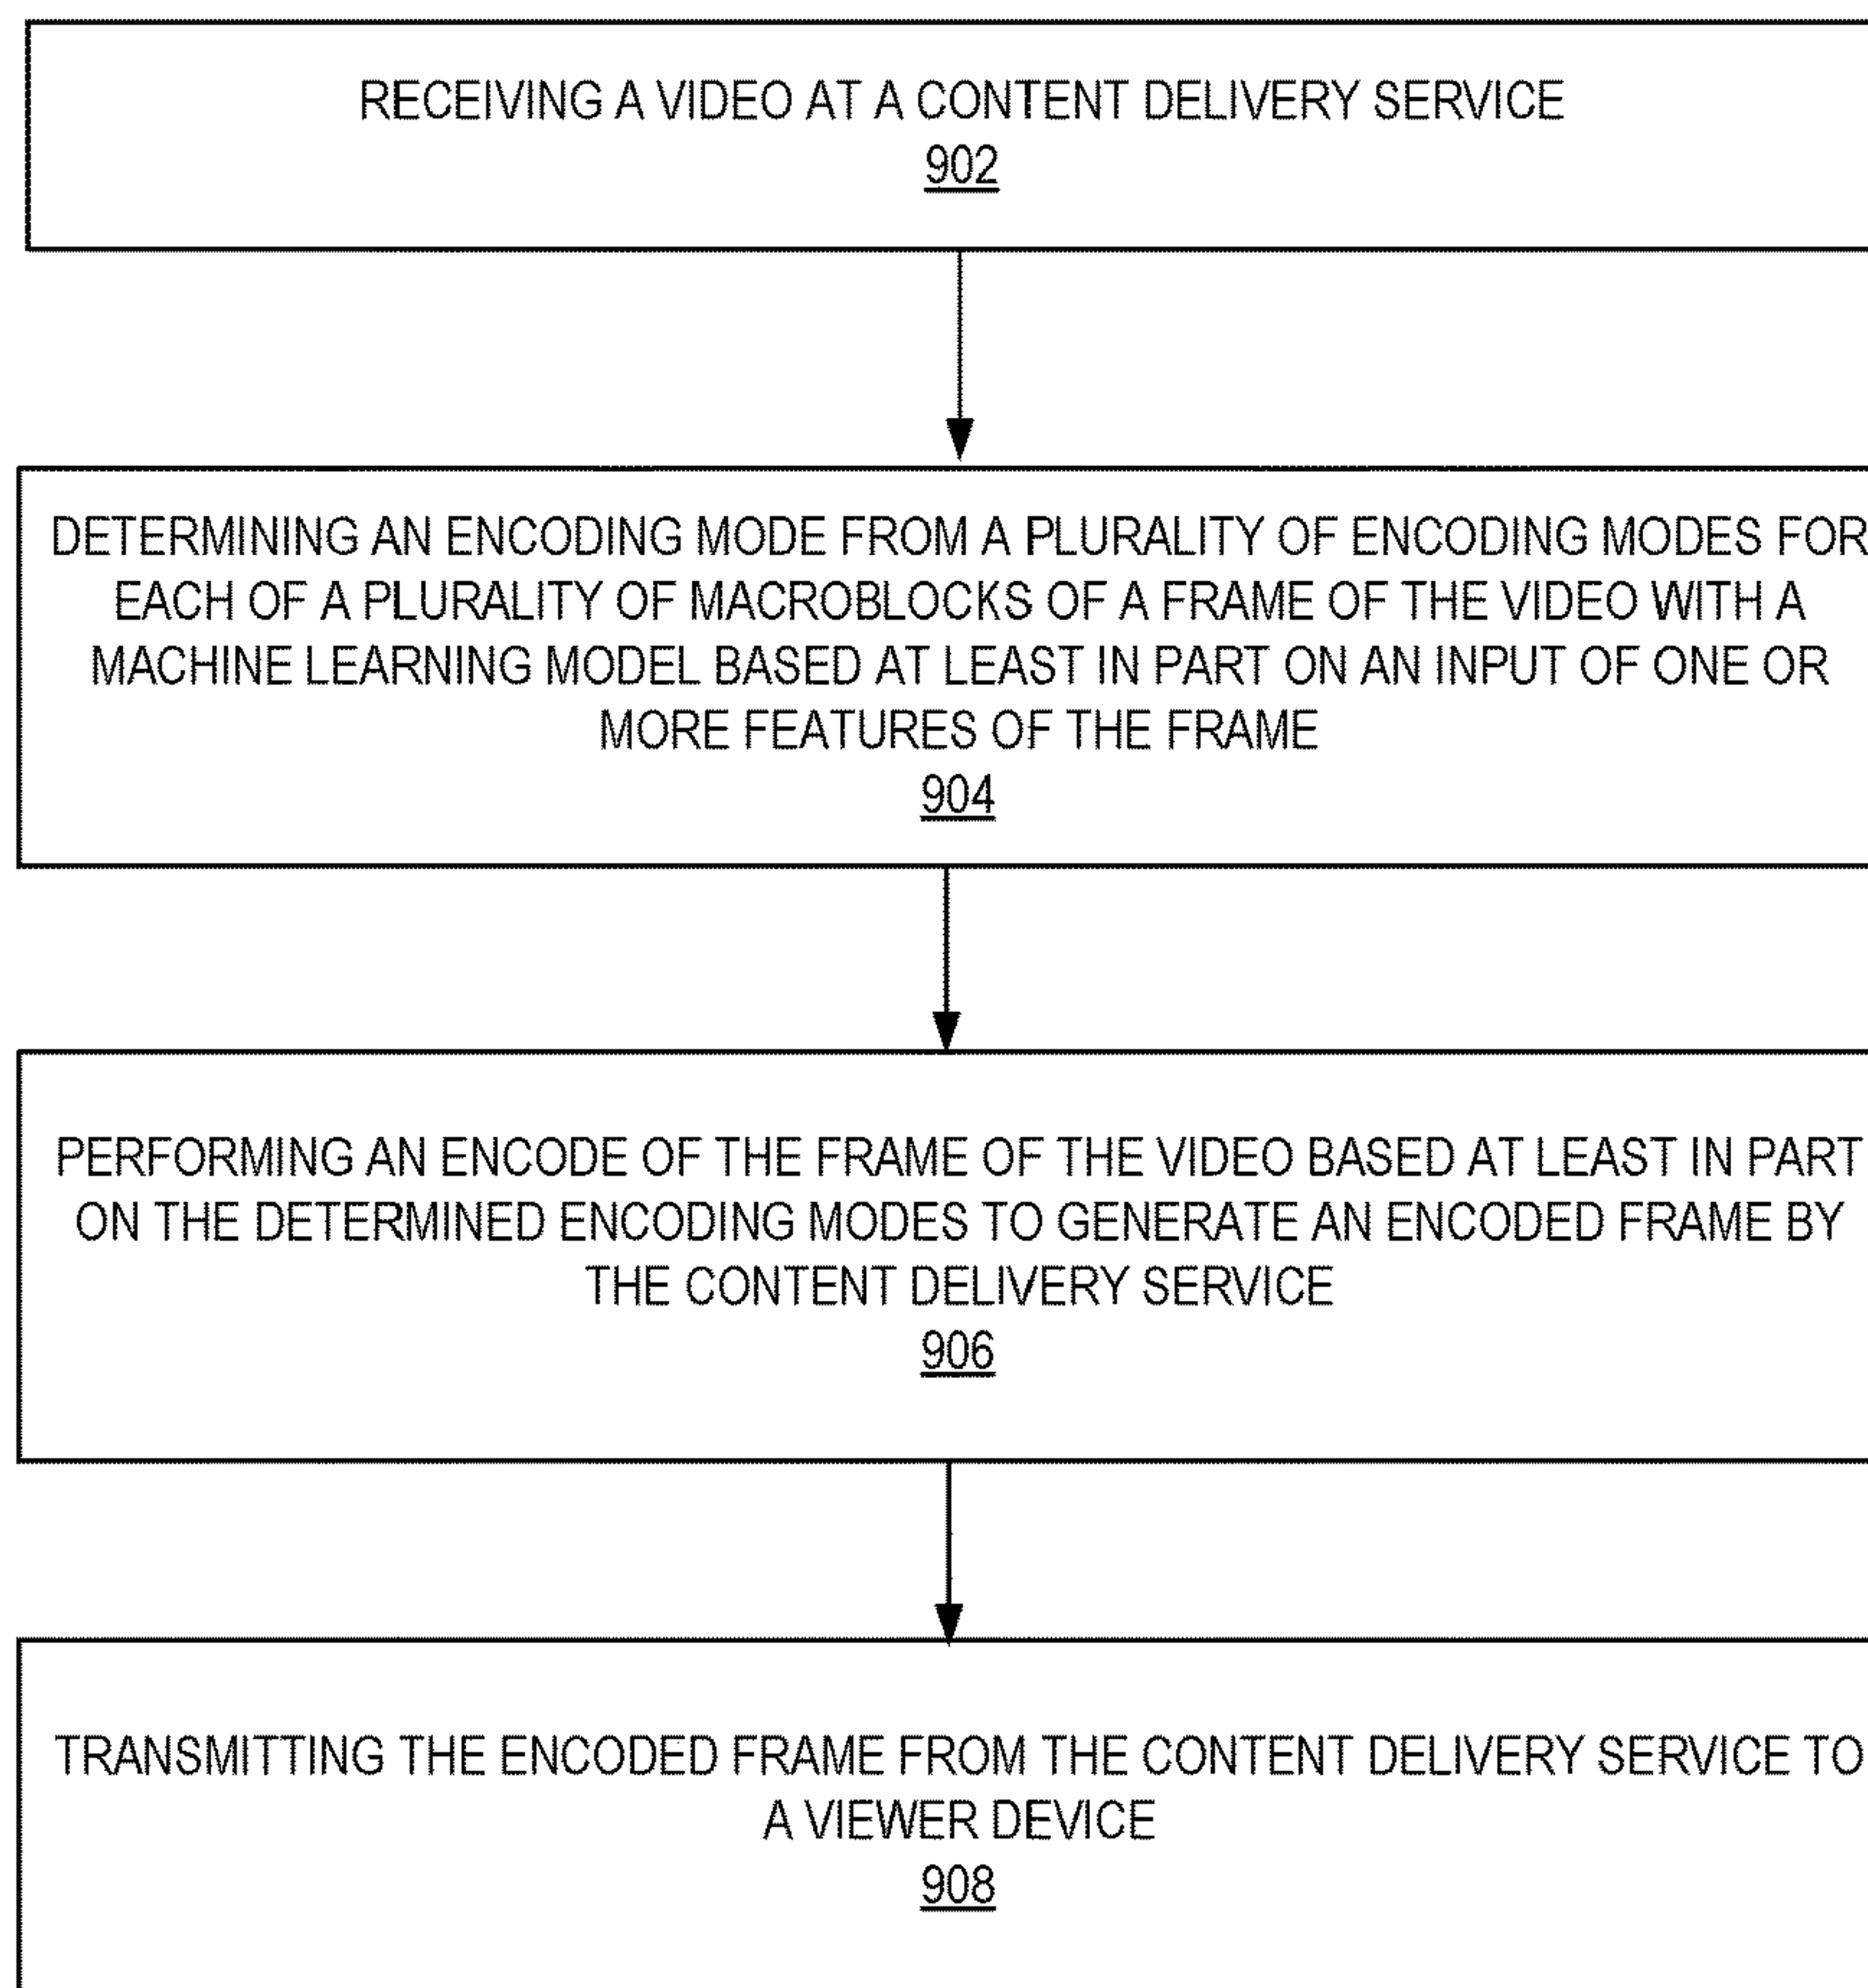 RECEIVING A VIDEO AT A CONTENT DELIVERY SERVICE
902
DETERMINING AN ENCODING MODE FROM A PLURALITY OF ENCODING MODES FOR
EACH OF A PLURALITY OF MACROBLOCKS OF A FRAME OF THE VIDEO WITH A
MACHINE LEARNING MODEL BASED AT LEAST IN PART ON AN INPUT OF ONE OR
MORE FEATURES OF THE FRAME
904
PERFORMING AN ENCODE OF THE FRAME OF THE VIDEO BASED AT LEAST IN PART
ON THE DETERMINED ENCODING MODES TO GENERATE AN ENCODED FRAME BY
THE CONTENT DELIVERY SERVICE
906
TRANSMITTING THE ENCODED FRAME FROM THE CONTENT DELIVERY SERVICE TO
A VIEWER DEVICE
908